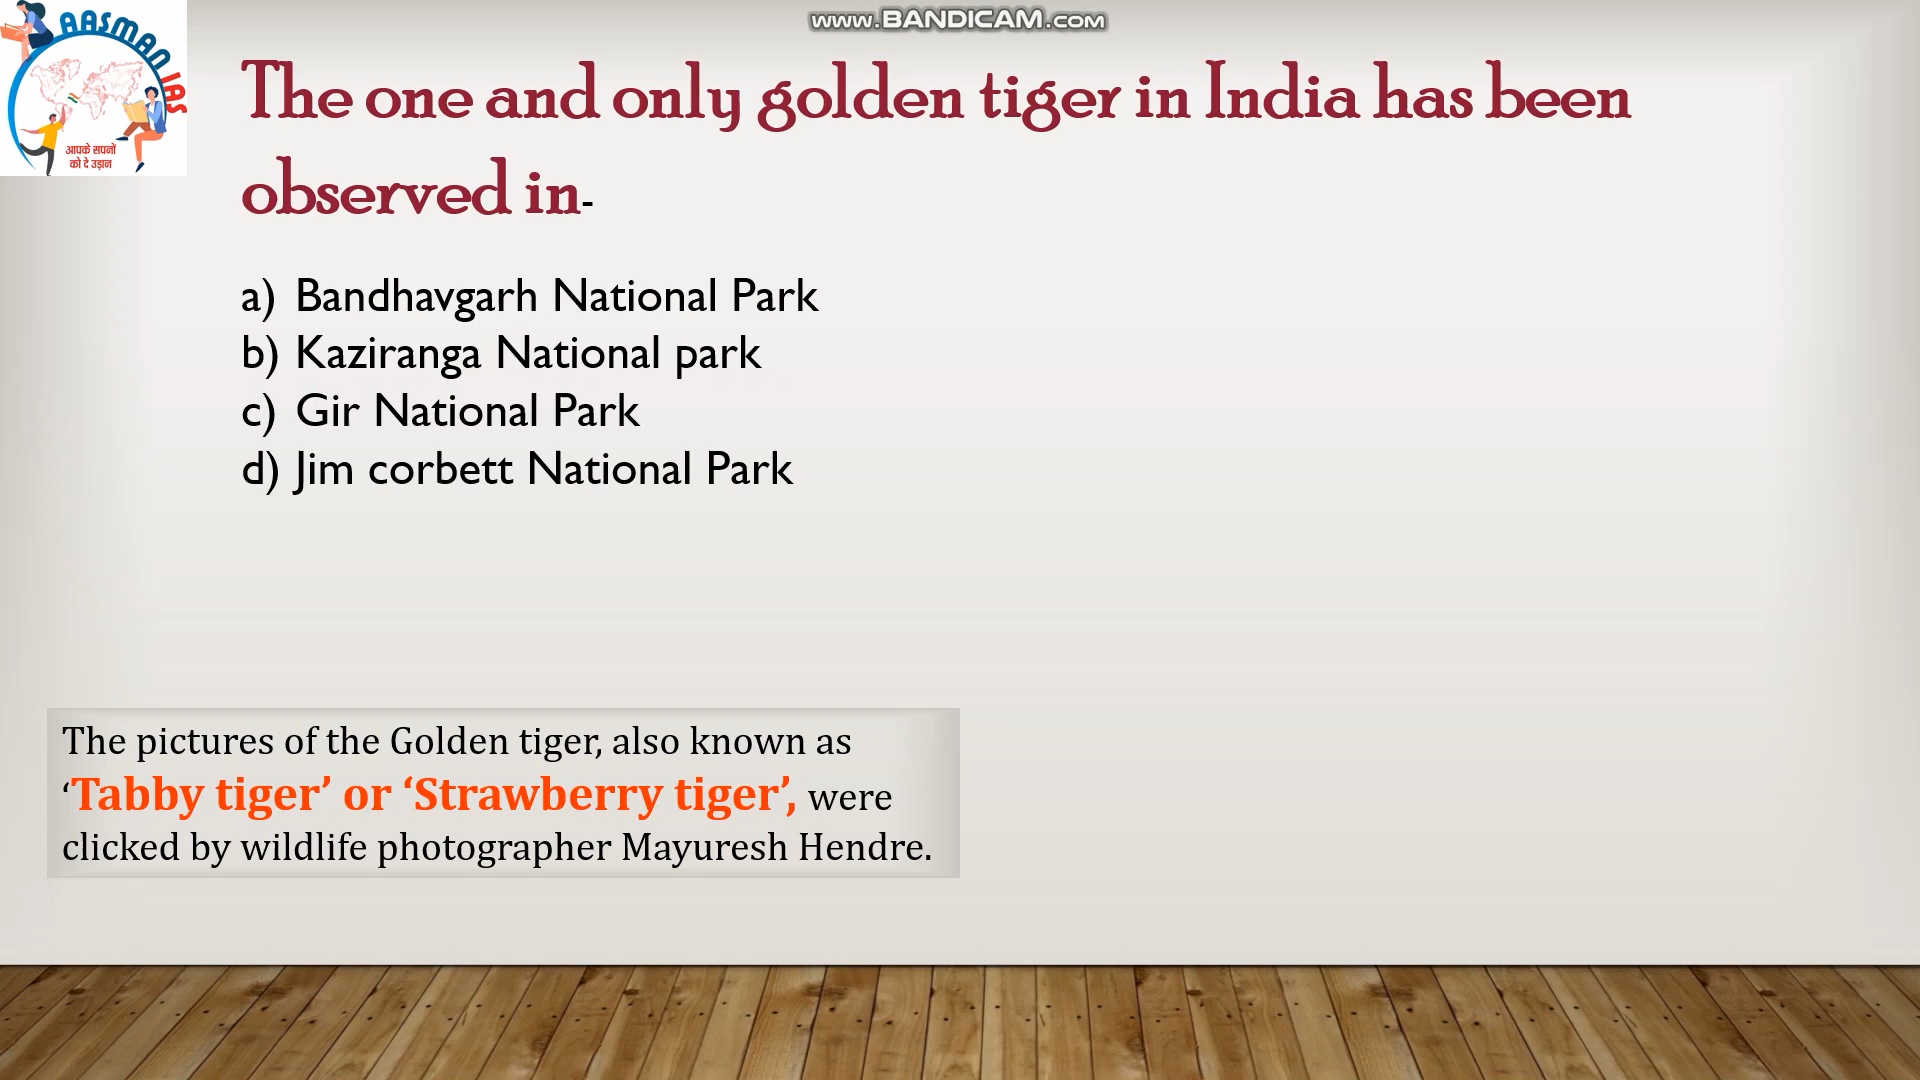 www.BANDICAM.com
AASMAN IAS
आपके सपनों
को दे उड़ान
The one and only golden tiger in India has been
observed in-
a) Bandhavgarh National Park
b) Kaziranga National park
c) Gir National Park
d) Jim corbett National Park
The pictures of the Golden tiger, also known as
‘Tabby tiger’ or ‘Strawberry tiger’, were
clicked by wildlife photographer Mayuresh Hendre.